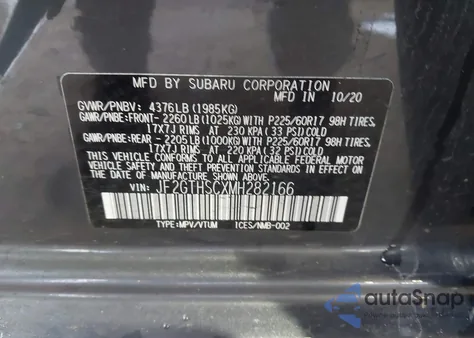 MFD BY SUBARU CORPORATION
10/20
GVWR/PNBV: 4376LB (1985KG)
GAWR/PNBE: FRONT- 2260LB (1025KG) WITH P225/60R17 98H TIRES.
17X7J RIMS AT 230 KPA (33 PSI) COLD
GAWR/PNBE: REAR - 2205LB (1000KG) WITH P225/60R17 98H TIRES.
17X7J RIMS AT 220 KPA (32 PSI) COLD
THIS VEHICLE CONFORMS TO ALL APPLICABLE FEDERAL MOTOR
VEHICLE SAFETY, BUMPER, AND THEFT PREVENTION STANDARDS
IN EFFECT ON THE DATE OF MANUFACTURE SHOWN ABOVE.
JF2GTHSCXMH282166
TYPE:MPV/VTUM ICES/NMB-002
autoSnap